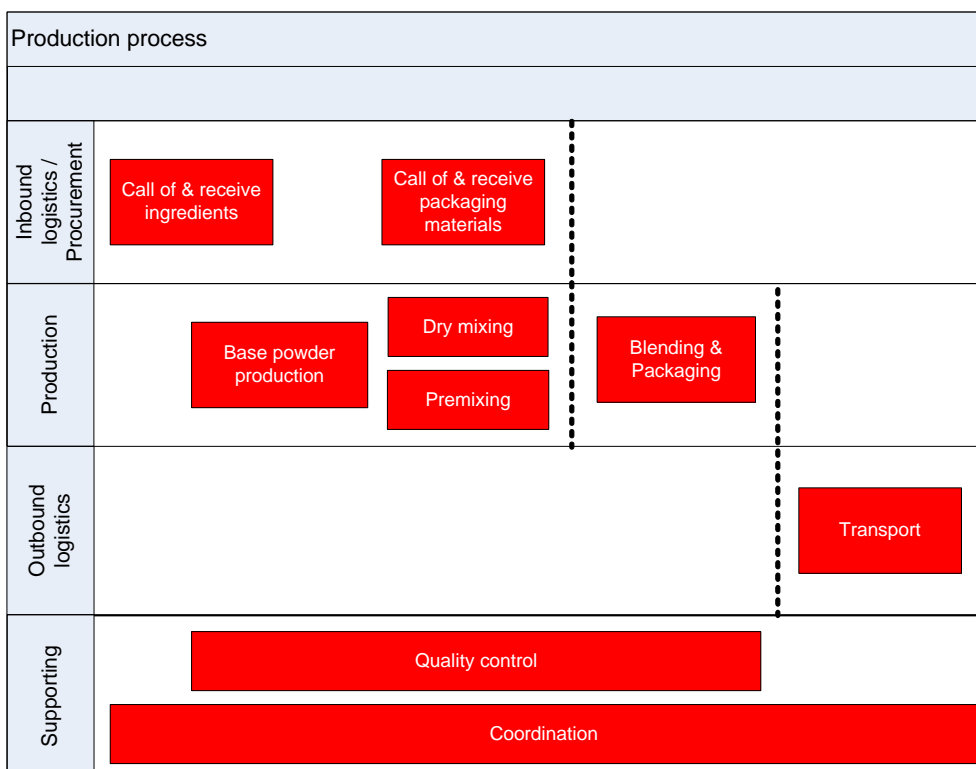 Production process
Inbound
logistics /
Procurement
Call of & receive
ingredients
Call of & receive
packaging
materials
Production
Base powder
production
Dry mixing
Premixing
Blending &
Packaging
Outbound
logistics
Transport
Supporting
Quality control
Coordination